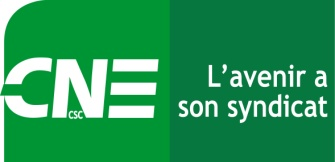 CNE
CSC
L'avenir a
son syndicat